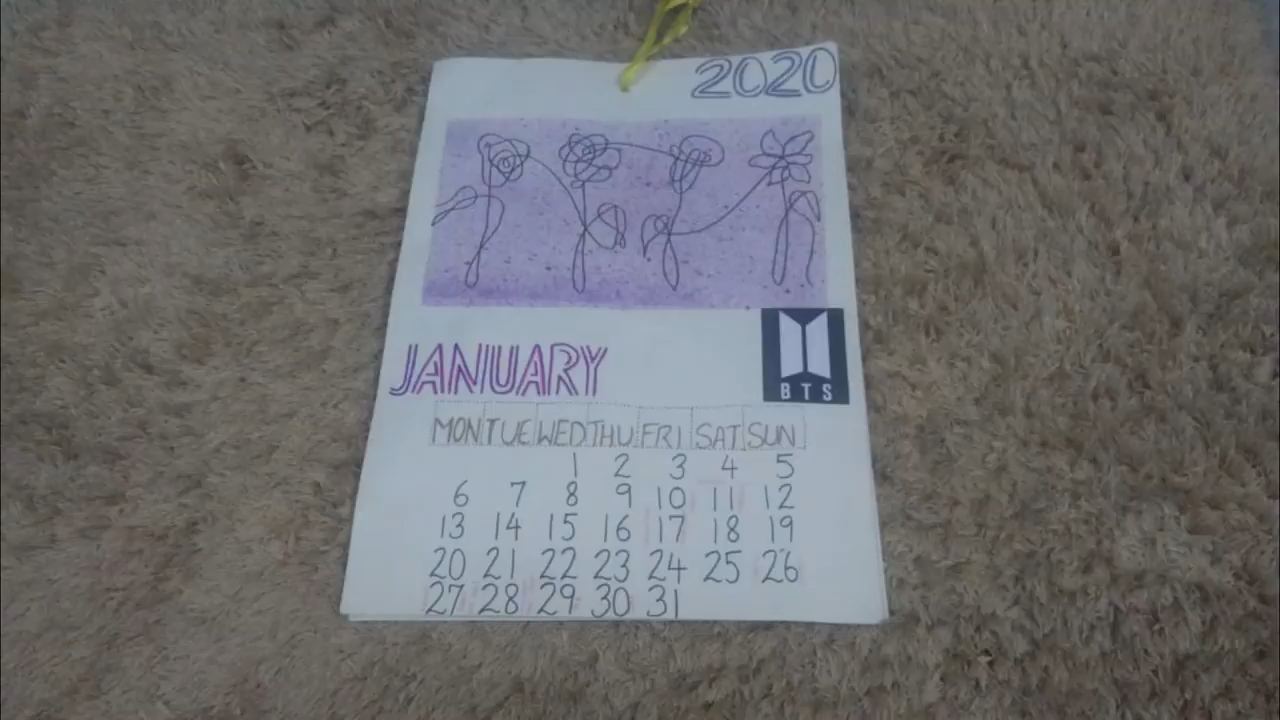 2020
JANUARY
BTS
MON TUE WED THU FRI SAT SUN
1 2 3 4 5
6 7 8 9 10 11 12
13 14 15 16 17 18 19
20 21 22 23 24 25 26
27 28 29 30 31